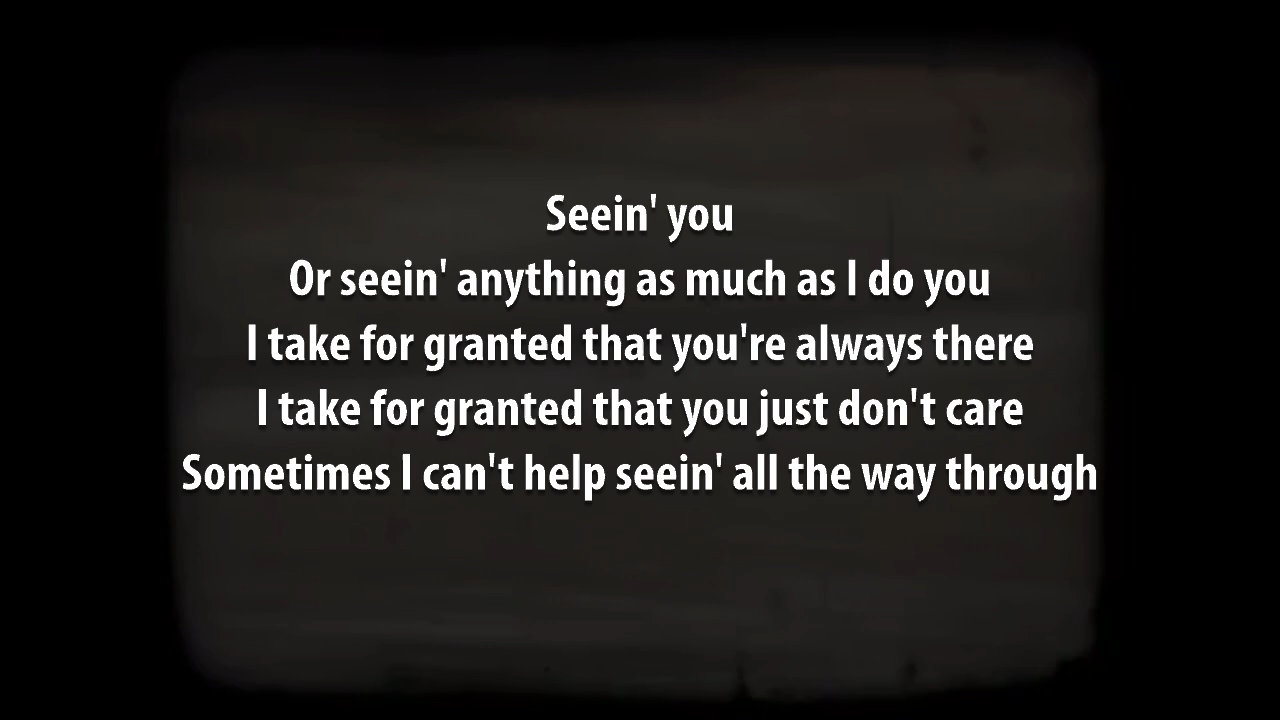 Seein' you
Or seein' anything as much as I do you
I take for granted that you're always there
I take for granted that you just don't care
Sometimes I can't help seein' all the way through